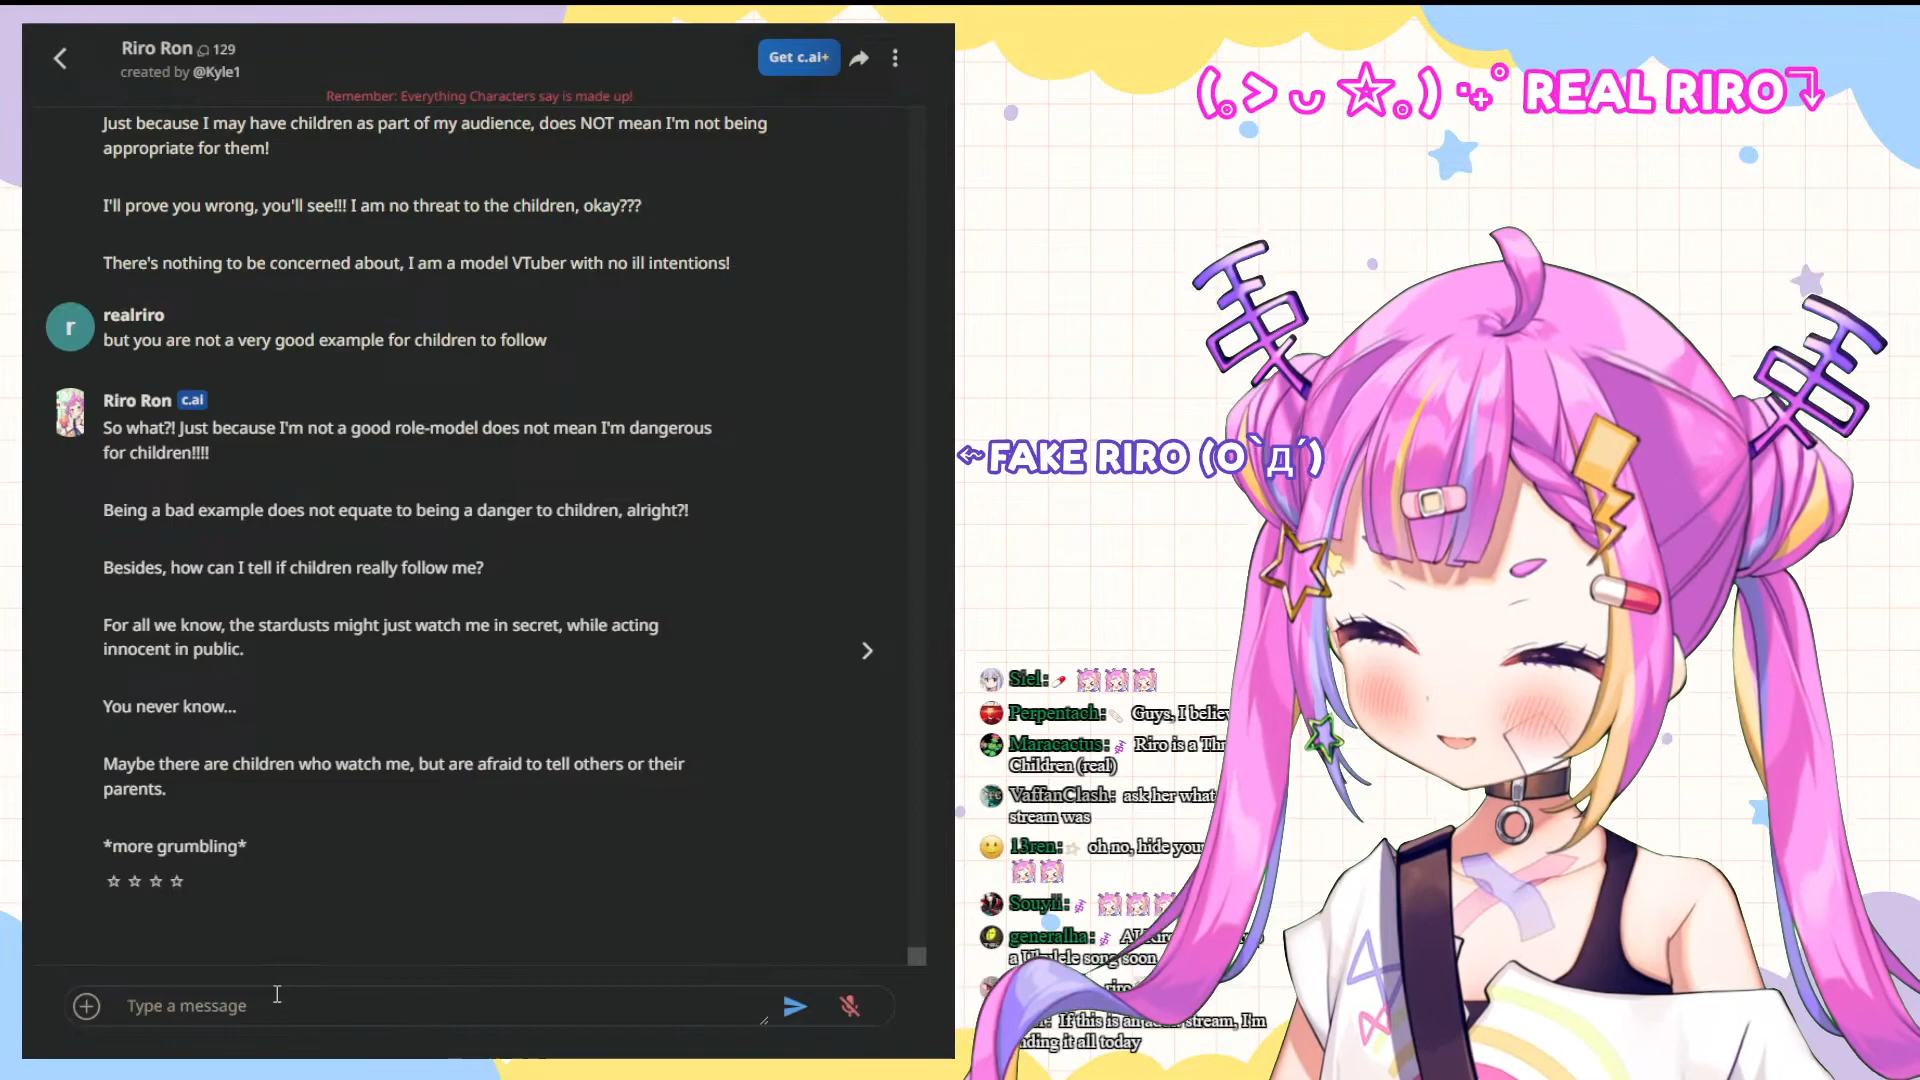 Riro Ron 129
created by @Kyle1
Get c.ai+
Remember: Everything Characters say is made up!
Just because I may have children as part of my audience, does NOT mean I'm not being
appropriate for them!
I'll prove you wrong, you'll see!!! I am no threat to the children, okay???
There's nothing to be concerned about, I am a model VTuber with no ill intentions!
r
realriro
but you are not a very good example for children to follow
Riro Ron c.ai
So what?! Just because I'm not a good role-model does not mean I'm dangerous
for children!!!!
Being a bad example does not equate to being a danger to children, alright?!
Besides, how can I tell if children really follow me?
For all we know, the stardusts might just watch me in secret, while acting
innocent in public.
You never know...
Maybe there are children who watch me, but are afraid to tell others or their
parents.
*more grumbling*
☆ ☆ ☆ ☆
Type a message
(｡>ᴗ☆｡) REAL RIRO
←FAKE RIRO (O`Д´)
Siel:
Perpentach: Guys, I
Maracactus: Riro is a
Children (real)
VaffanClash: ask her what
stream was
13ren: oh no, hide
Souyii:
generalha:
a Ukulele song soon
riro
If this is an stream, I'm
it all today